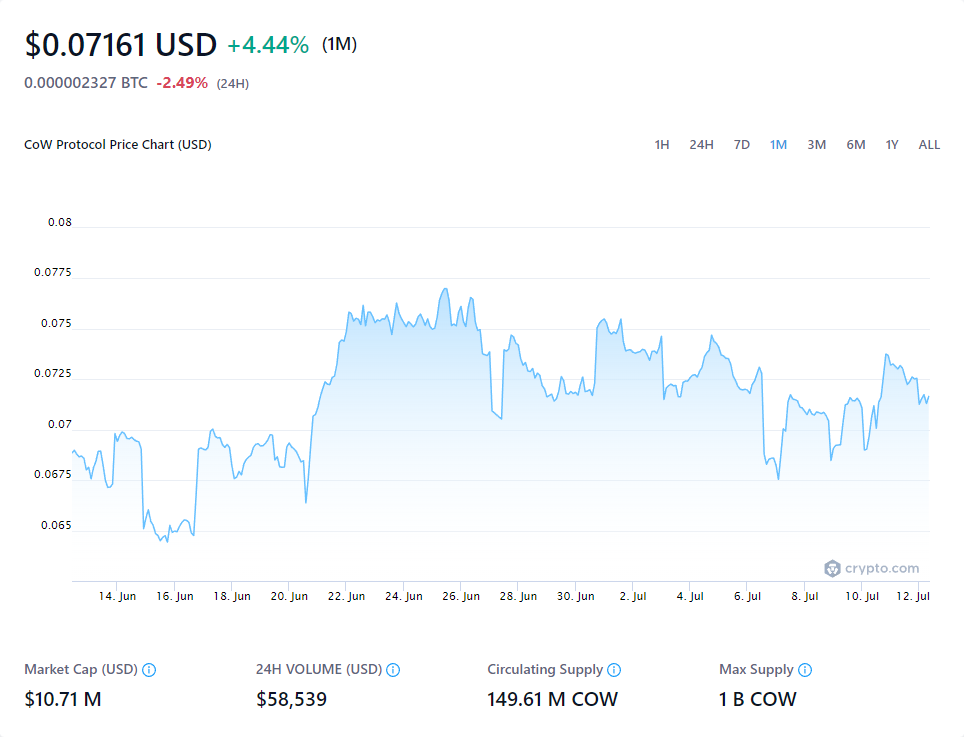 $0.07161 USD +4.44% (1M)
0.000002327 BTC -2.49% (24H)
CoW Protocol Price Chart (USD)
1H 24H 7D 1M 3M 6M 1Y ALL
0.08
0.0775
0.075
0.0725
0.07
0.0675
0.065
crypto.com
14. Jun 16. Jun 18. Jun 20. Jun 22. Jun 24. Jun 26. Jun 28. Jun 30. Jun 2. Jul 4. Jul 6. Jul 8. Jul 10. Jul 12. Jul
Market Cap (USD) 24H VOLUME (USD) Circulating Supply Max Supply
$10.71 M $58,539 149.61 M COW 1 B COW